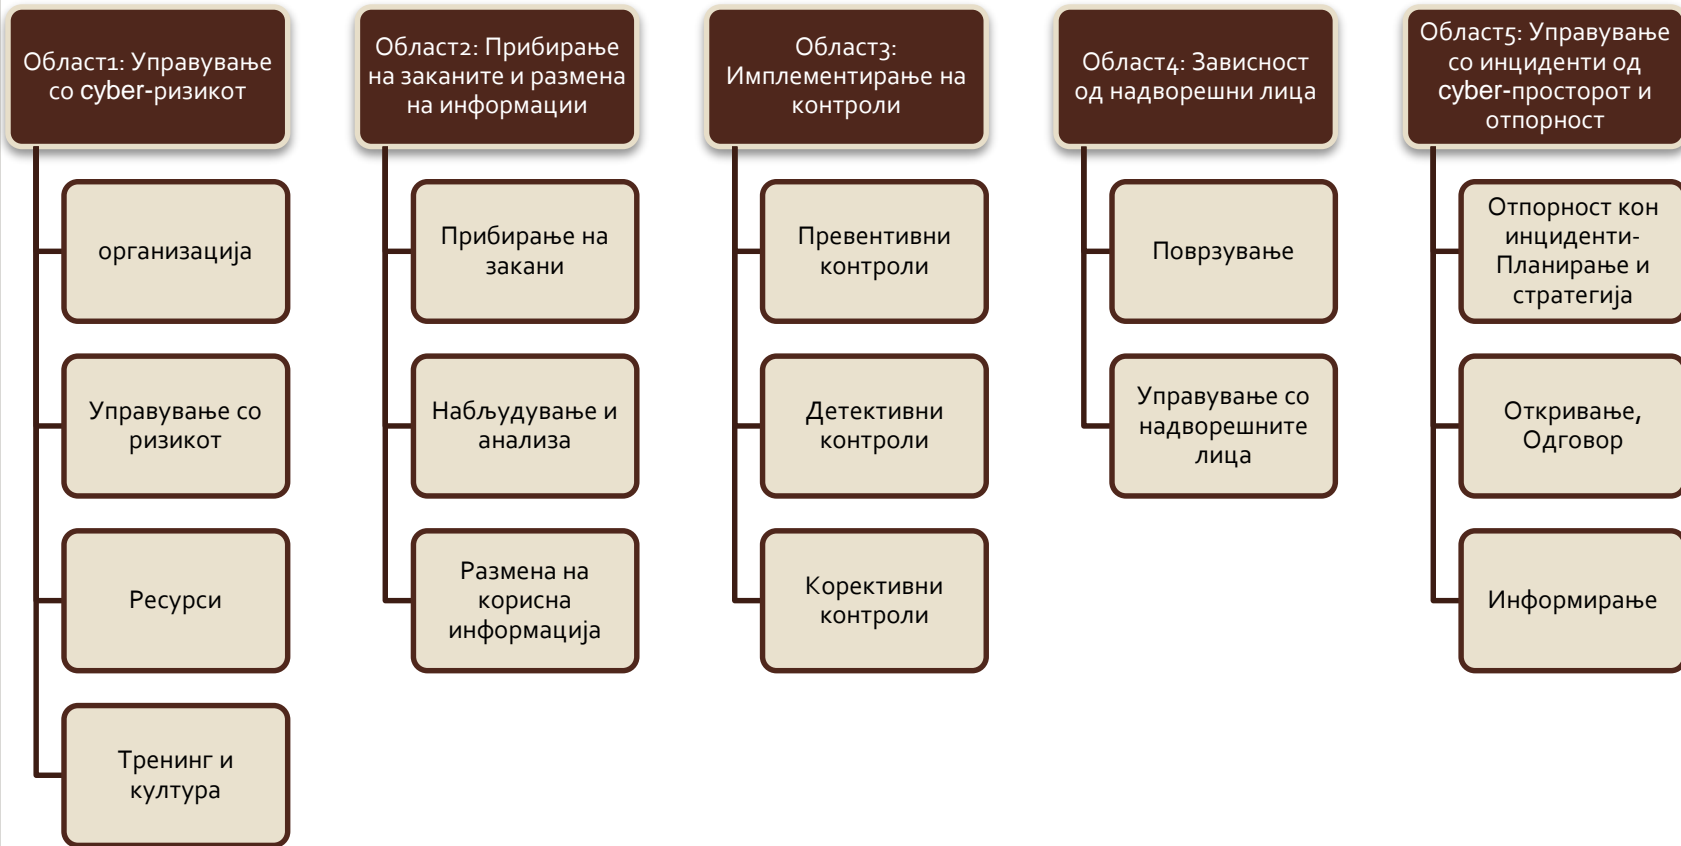 Област1: Управување
со cyber-ризикот
организација
Управување со
ризикот
Ресурси
Тренинг и
култура
Област2: Прибирање
на заканите и размена
на информации
Прибирање на
закани
Набљудување и
анализа
Размена на
корисна
информација
Област3:
Имплементирање на
контроли
Превентивни
контроли
Детективни
контроли
Корективни
контроли
Област4: Зависност
од надворешни лица
Поврзување
Управување со
надворешните
лица
Област5: Управување
со инциденти од
cyber-просторот и
отпорност
Отпорност кон
инциденти-
Планирање и
стратегија
Откривање,
Одговор
Информирање